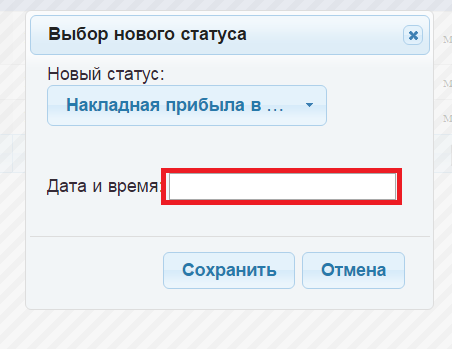 Выбор нового статуса
Новый статус:
Накладная прибыла в ...
Дата и время:
Сохранить
Отмена